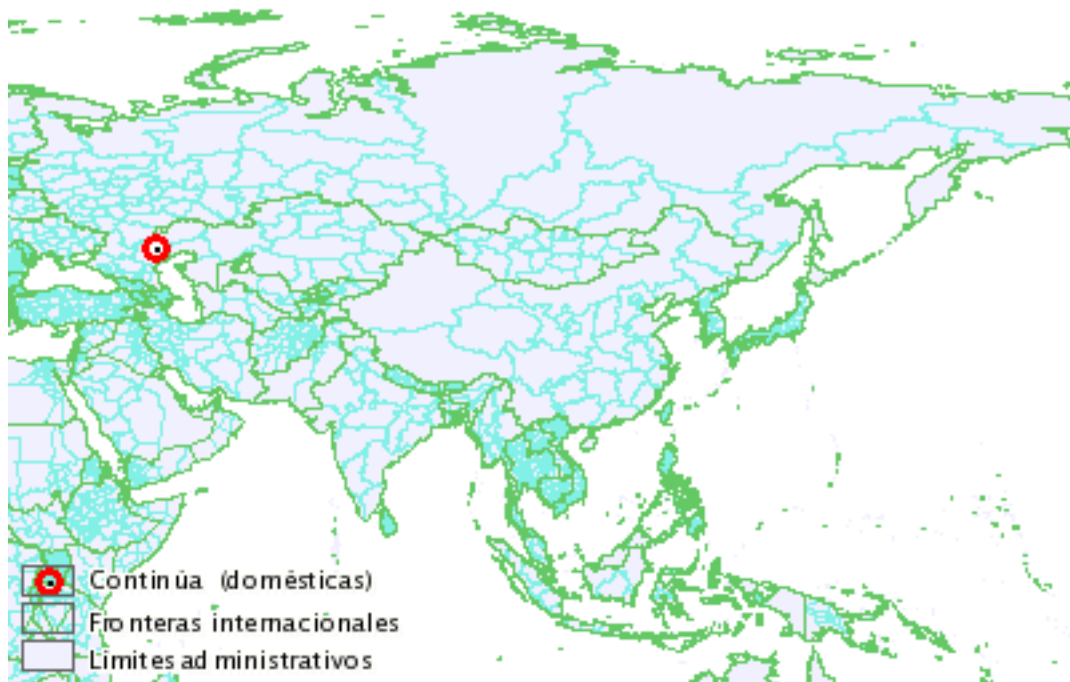 Continúa (domésticas)
Fronteras internacionales
Límites administrativos